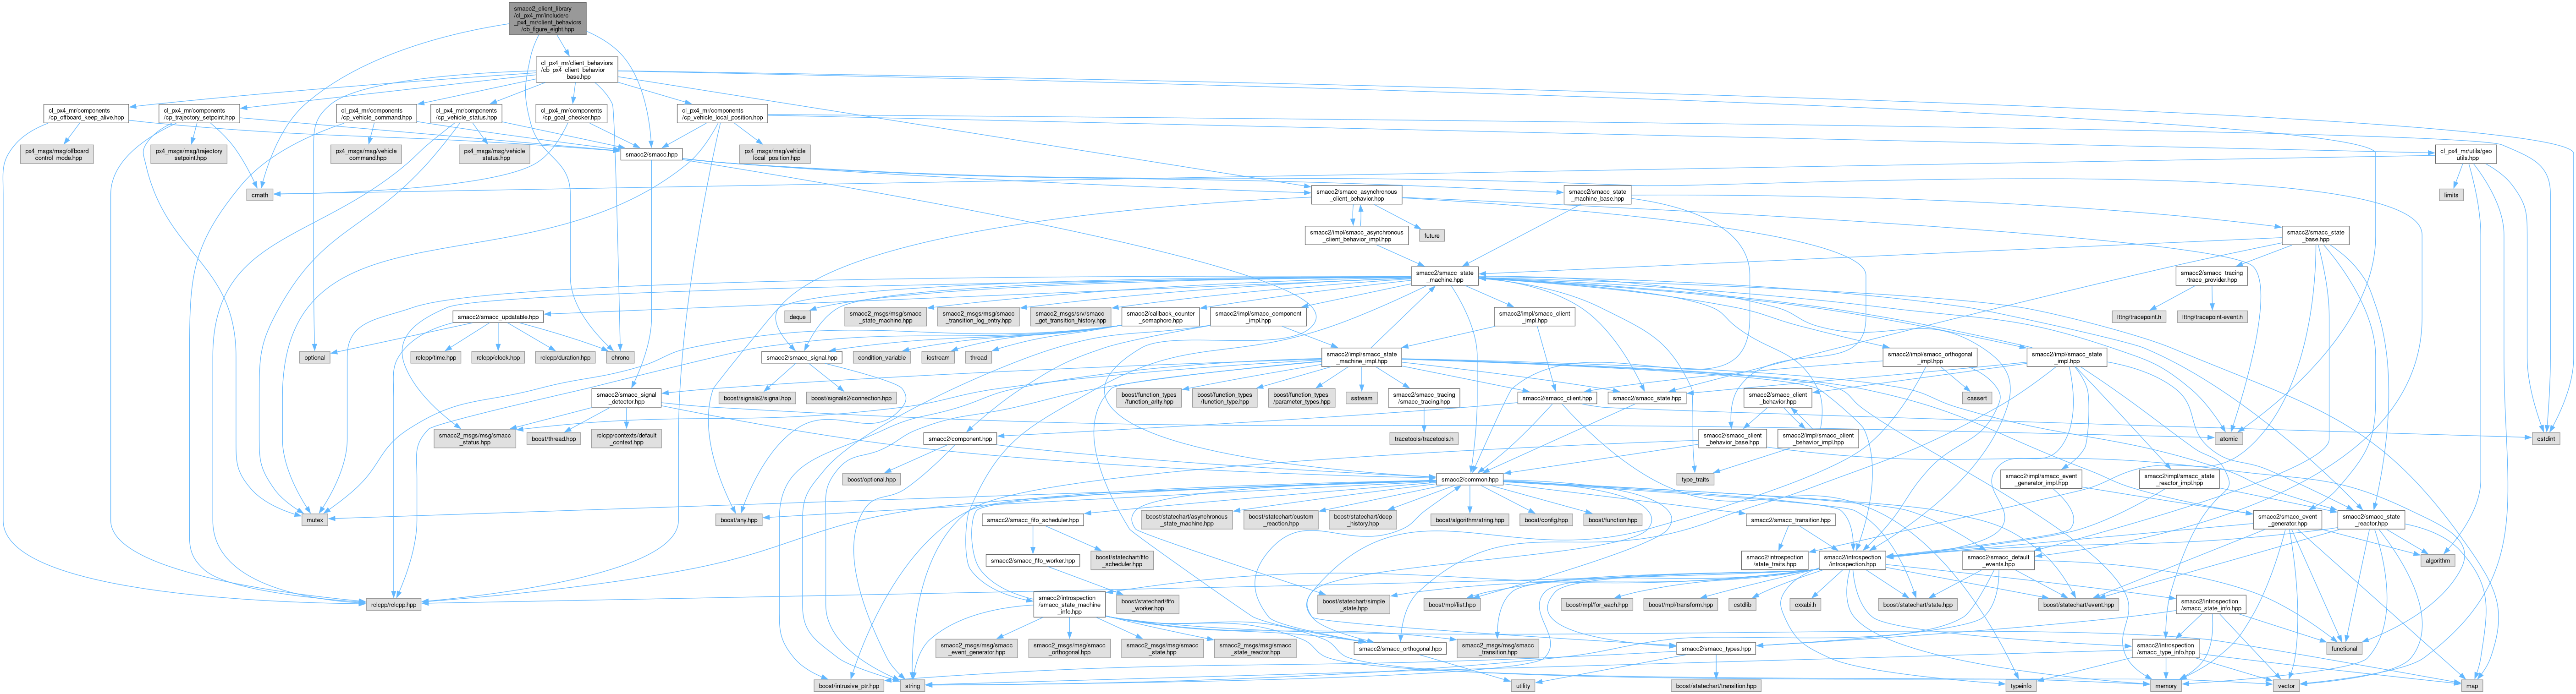 smacc2_client_library
/cl_px4_mr/include/cl
_px4_mr/client_behaviors
/cb_figure_eight.hpp
cl_px4_mr/client_behaviors
/cb_px4_client_behavior
_base.hpp
cl_px4_mr/components
/cp_offboard_keep_alive.hpp
cl_px4_mr/components
/cp_trajectory_setpoint.hpp
cl_px4_mr/components
/cp_vehicle_command.hpp
cl_px4_mr/components
/cp_vehicle_status.hpp
cl_px4_mr/components
/cp_goal_checker.hpp
cl_px4_mr/components
/cp_vehicle_local_position.hpp
px4_msgs/msg/offboard
_control_mode.hpp
px4_msgs/msg/trajectory
_setpoint.hpp
px4_msgs/msg/vehicle
_command.hpp
px4_msgs/msg/vehicle
_status.hpp
smacc2/smacc.hpp
px4_msgs/msg/vehicle
_local_position.hpp
cl_px4_mr/utils/geo
_utils.hpp
cmath
smacc2/smacc_asynchronous
_client_behavior.hpp
smacc2/smacc_state
_machine_base.hpp
limits
smacc2/impl/smacc_asynchronous
_client_behavior_impl.hpp
future
smacc2/smacc_state
_base.hpp
smacc2/smacc_state
_machine.hpp
smacc2/smacc_tracing
/trace_provider.hpp
deque
smacc2_msgs/msg/smacc
_state_machine.hpp
smacc2_msgs/msg/smacc
_transition_log_entry.hpp
smacc2_msgs/srv/smacc
_get_transition_history.hpp
smacc2/callback_counter
_semaphore.hpp
smacc2/impl/smacc_component
_impl.hpp
smacc2/impl/smacc_client
_impl.hpp
lttng/tracepoint.h
lttng/tracepoint-event.h
smacc2/smacc_updatable.hpp
optional
rclcpp/time.hpp
rclcpp/clock.hpp
rclcpp/duration.hpp
chrono
smacc2/smacc_signal.hpp
condition_variable
iostream
thread
smacc2/impl/smacc_state
_machine_impl.hpp
smacc2/impl/smacc_orthogonal
_impl.hpp
smacc2/impl/smacc_state
_impl.hpp
smacc2/smacc_signal
_detector.hpp
boost/signals2/signal.hpp
boost/signals2/connection.hpp
boost/function_types
/function_arity.hpp
boost/function_types
/function_type.hpp
boost/function_types
/parameter_types.hpp
sstream
smacc2/smacc_tracing
/smacc_tracing.hpp
smacc2/smacc_client.hpp
smacc2/smacc_state.hpp
smacc2/smacc_client
_behavior.hpp
cassert
smacc2_msgs/msg/smacc
_status.hpp
boost/thread.hpp
rclcpp/contexts/default
_context.hpp
smacc2/component.hpp
tracetools/tracetools.h
smacc2/smacc_client
_behavior_base.hpp
smacc2/impl/smacc_client
_behavior_impl.hpp
atomic
cstdint
boost/optional.hpp
smacc2/common.hpp
type_traits
smacc2/impl/smacc_event
_generator_impl.hpp
smacc2/impl/smacc_state
_reactor_impl.hpp
mutex
boost/any.hpp
smacc2/smacc_fifo_scheduler.hpp
boost/statechart/asynchronous
_state_machine.hpp
boost/statechart/custom
_reaction.hpp
boost/statechart/deep
_history.hpp
boost/algorithm/string.hpp
boost/config.hpp
boost/function.hpp
smacc2/smacc_transition.hpp
smacc2/smacc_event
_generator.hpp
smacc2/smacc_state
_reactor.hpp
smacc2/smacc_fifo_worker.hpp
boost/statechart/fifo
_scheduler.hpp
smacc2/introspection
/state_traits.hpp
smacc2/introspection
/introspection.hpp
smacc2/smacc_default
_events.hpp
algorithm
rclcpp/rclcpp.hpp
smacc2/introspection
/smacc_state_machine
_info.hpp
boost/statechart/fifo
_worker.hpp
boost/statechart/simple
_state.hpp
boost/mpl/list.hpp
boost/mpl/for_each.hpp
boost/mpl/transform.hpp
cstdlib
cxxabi.h
boost/statechart/state.hpp
boost/statechart/event.hpp
smacc2/introspection
/smacc_state_info.hpp
smacc2_msgs/msg/smacc
_event_generator.hpp
smacc2_msgs/msg/smacc
_orthogonal.hpp
smacc2_msgs/msg/smacc
_state.hpp
smacc2_msgs/msg/smacc
_state_reactor.hpp
smacc2/smacc_orthogonal.hpp
smacc2_msgs/msg/smacc
_transition.hpp
smacc2/smacc_types.hpp
smacc2/introspection
/smacc_type_info.hpp
functional
boost/intrusive_ptr.hpp
string
utility
boost/statechart/transition.hpp
typeinfo
memory
vector
map